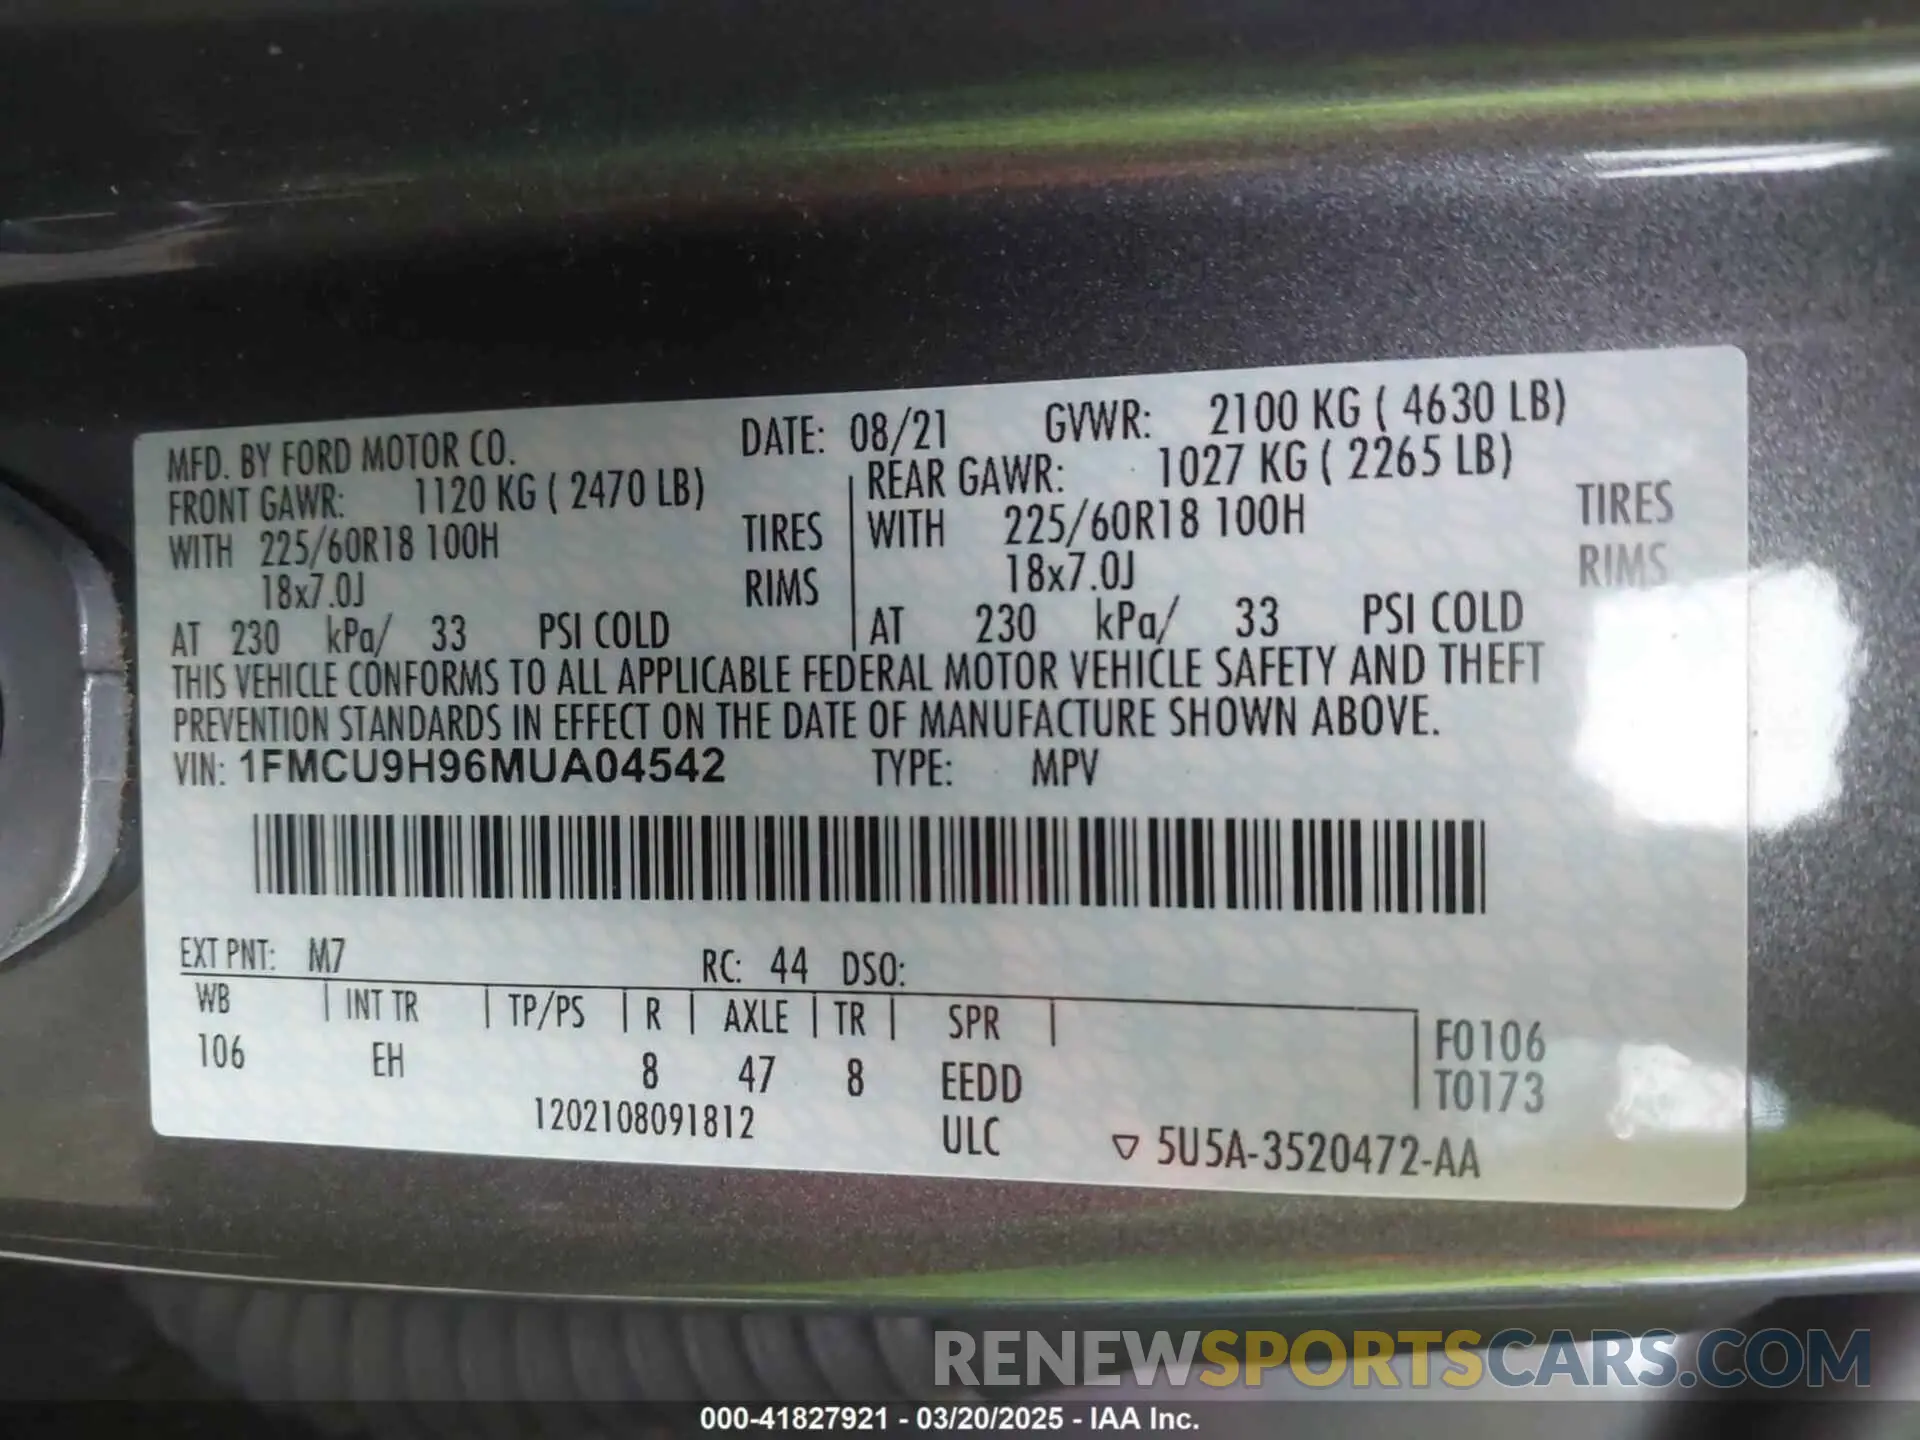 MFD. BY FORD MOTOR CO. DATE: 08/21 GVWR: 2100 KG ( 4630 LB)
FRONT GAWR: 1120 KG ( 2470 LB) REAR GAWR: 1027 KG ( 2265 LB)
WITH 225/60R18 100H TIRES WITH 225/60R18 100H TIRES
18x7.0J RIMS 18x7.0J RIMS
AT 230 kPa/ 33 PSI COLD AT 230 kPa/ 33 PSI COLD
THIS VEHICLE CONFORMS TO ALL APPLICABLE FEDERAL MOTOR VEHICLE SAFETY AND THEFT
PREVENTION STANDARDS IN EFFECT ON THE DATE OF MANUFACTURE SHOWN ABOVE.
VIN: 1FMCU9H96MUA04542 TYPE: MPV
EXT PNT: M7 RC: 44 DSO:
WB | INT TR | TP/PS | R | AXLE | TR | SPR | F0106
106 EH 8 47 8 EEDD T0173
1202108091812 ULC ▽ 5U5A-3520472-AA
RENEWSPORTSCARS.COM
000-41827921 - 03/20/2025 - IAA Inc.